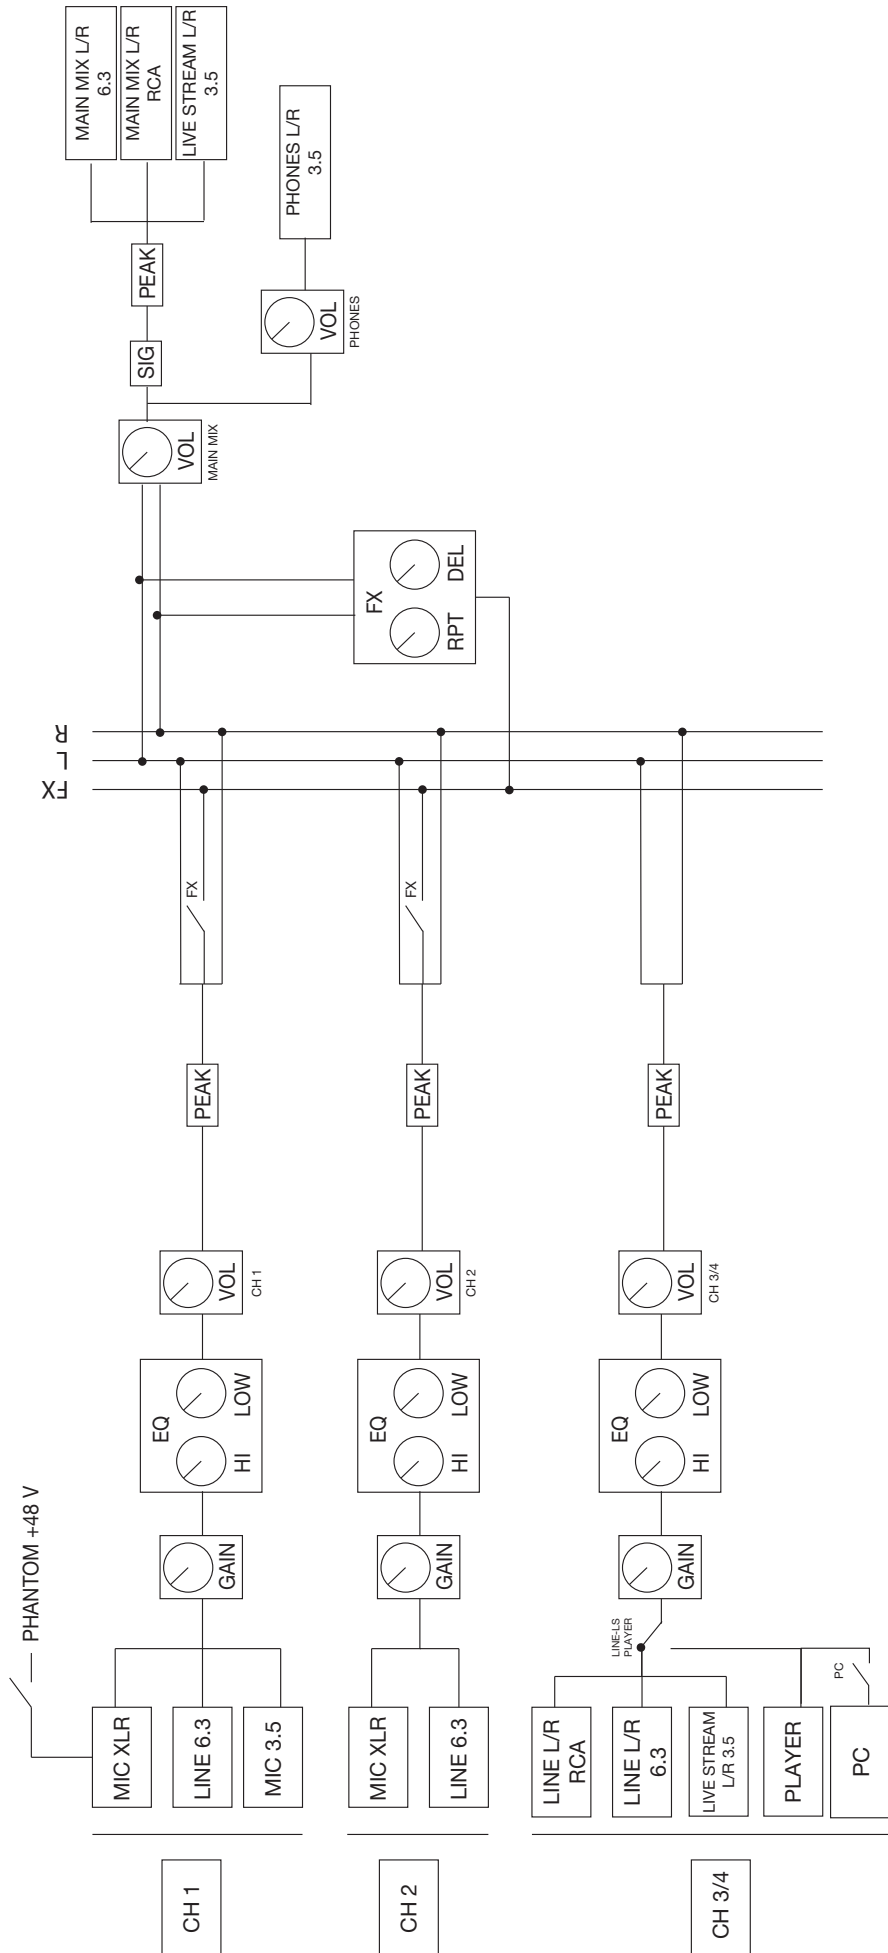 CH 1
MIC XLR
LINE 6.3
MIC 3.5
PHANTOM +48 V
GAIN
EQ
HI
LOW
VOL
CH 1
PEAK
FX
CH 2
MIC XLR
LINE 6.3
GAIN
EQ
HI
LOW
VOL
CH 2
PEAK
FX
CH 3/4
LINE L/R
RCA
LINE L/R
6.3
LIVE STREAM
L/R 3.5
PLAYER
PC
LINE-LS
PLAYER
PC
GAIN
EQ
HI
LOW
VOL
CH 3/4
PEAK
FX
L
R
FX
RPT
DEL
VOL
MAIN MIX
SIG
PEAK
VOL
PHONES
MAIN MIX L/R
6.3
MAIN MIX L/R
RCA
LIVE STREAM L/R
3.5
PHONES L/R
3.5